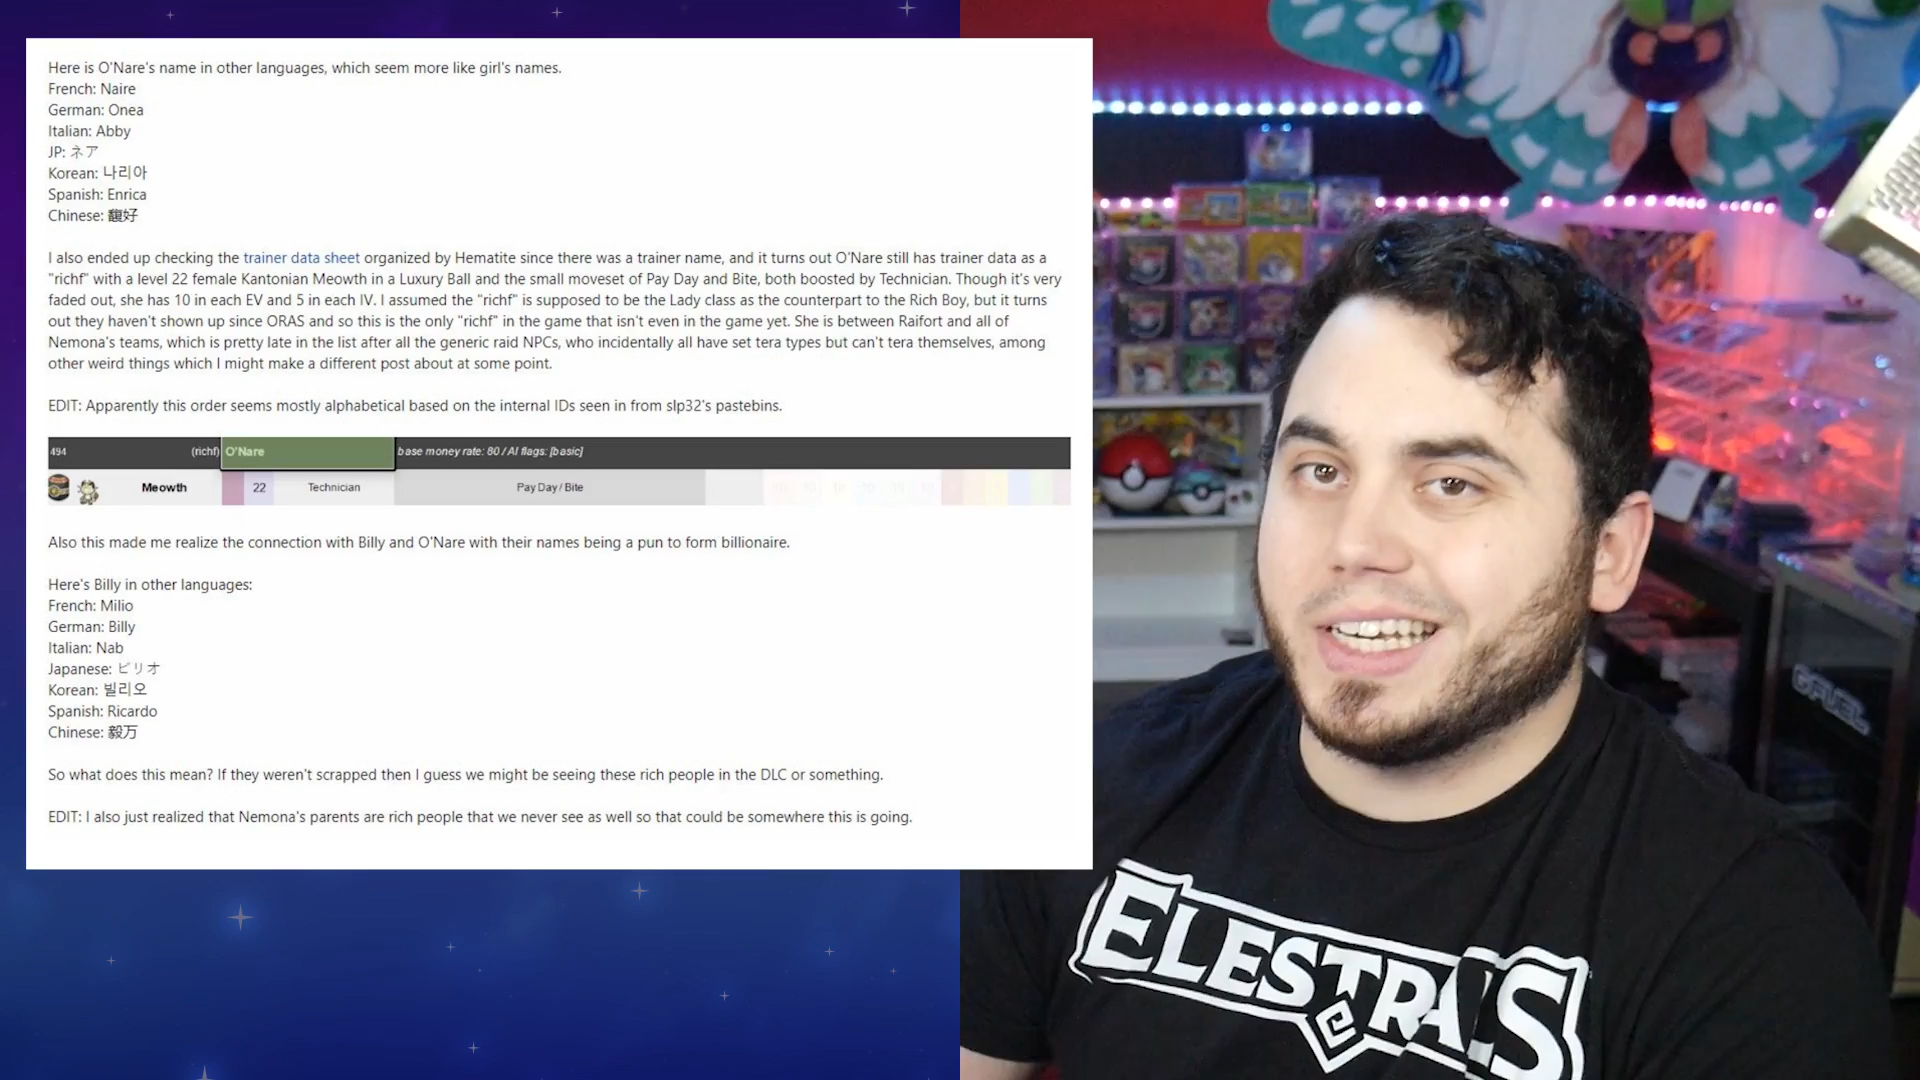 Here is O'Nare's name in other languages, which seem more like girl's names.
French: Naire
German: Onea
Italian: Abby
JP: ネア
Korean: 나리아
Spanish: Enrica
Chinese: 馥好
I also ended up checking the trainer data sheet organized by Hematite since there was a trainer name, and it turns out O'Nare still has trainer data as a
"richf" with a level 22 female Kantonian Meowth in a Luxury Ball and the small moveset of Pay Day and Bite, both boosted by Technician. Though it's very
faded out, she has 10 in each EV and 5 in each IV. I assumed the "richf" is supposed to be the Lady class as the counterpart to the Rich Boy, but it turns
out they haven't shown up since ORAS and so this is the only "richf" in the game that isn't even in the game yet. She is between Raifort and all of
Nemona's teams, which is pretty late in the list after all the generic raid NPCs, who incidentally all have set tera types but can't tera themselves, among
other weird things which I might make a different post about at some point.
EDIT: Apparently this order seems mostly alphabetical based on the internal IDs seen in from slp32's pastebins.
494 (richf) O'Nare base money rate: 80 / AI flags: [basic]
Meowth 22 Technician Pay Day / Bite
Also this made me realize the connection with Billy and O'Nare with their names being a pun to form billionaire.
Here's Billy in other languages:
French: Milio
German: Billy
Italian: Nab
Japanese: ビリオ
Korean: 빌리오
Spanish: Ricardo
Chinese: 毅万
So what does this mean? If they weren't scrapped then I guess we might be seeing these rich people in the DLC or something.
EDIT: I also just realized that Nemona's parents are rich people that we never see as well so that could be somewhere this is going.
GFUEL
ELESTRALS